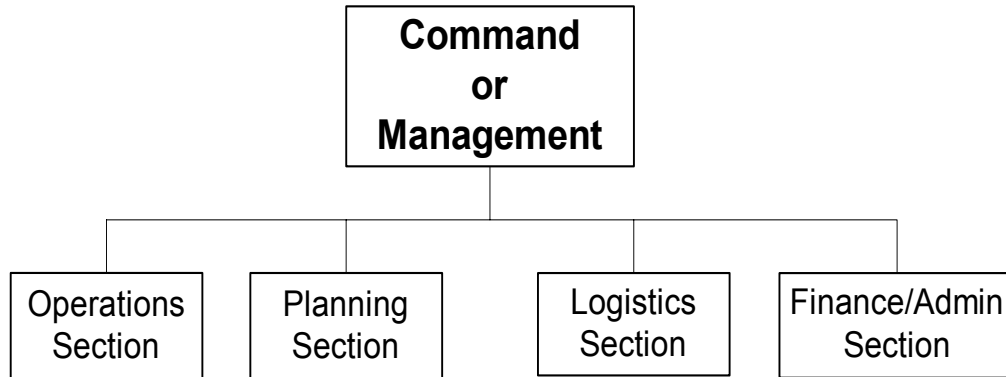 Command
or
Management
Operations
Section
Planning
Section
Logistics
Section
Finance/Admin
Section